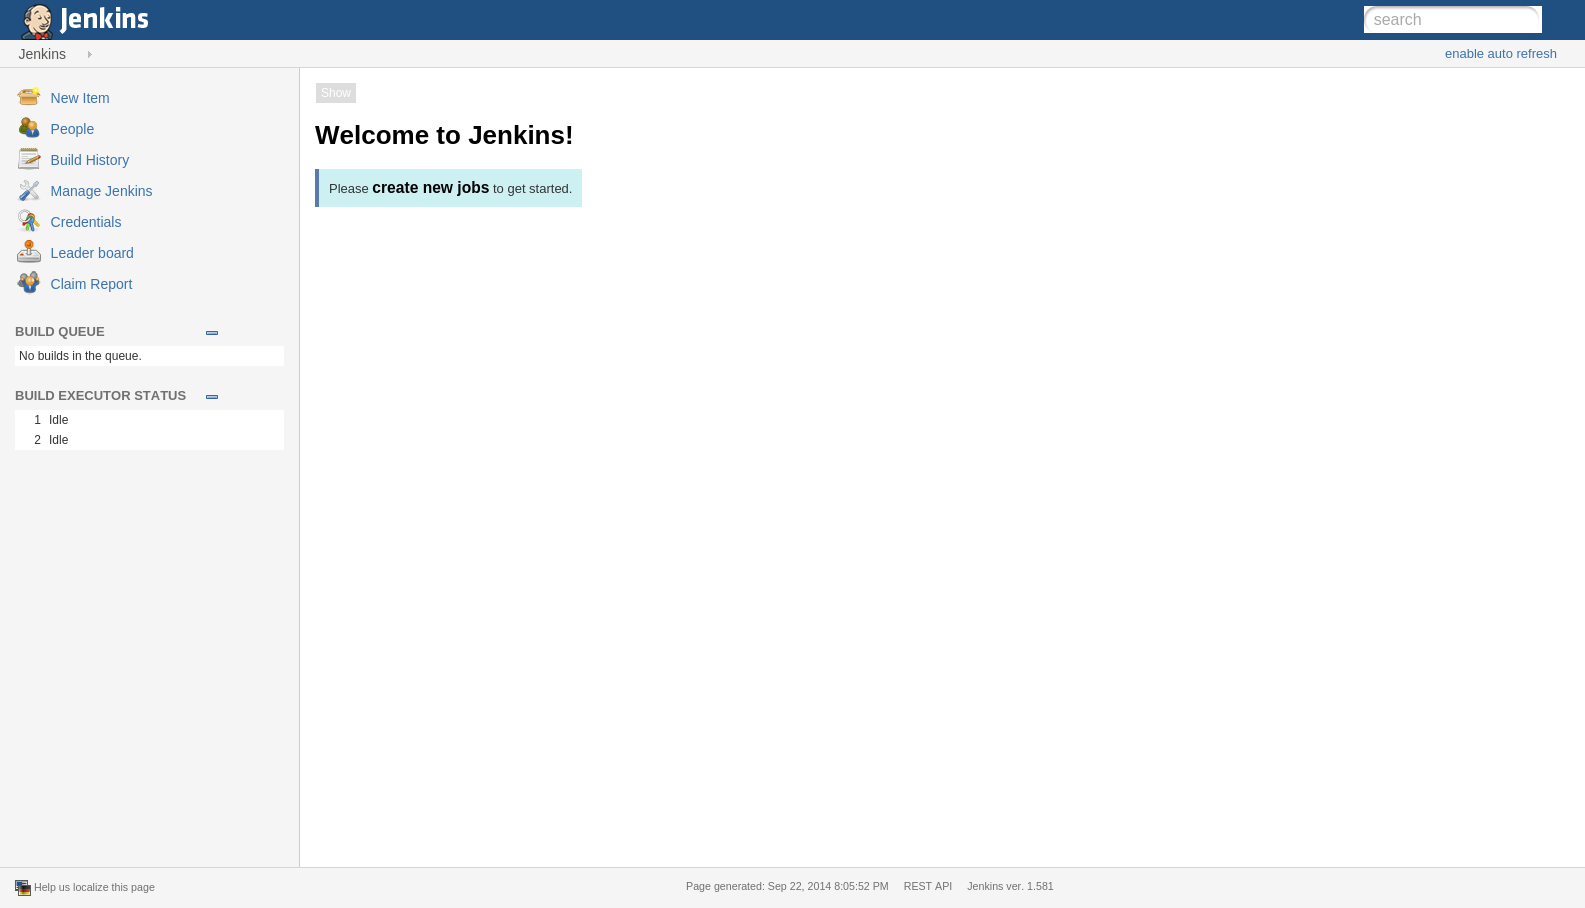 Jenkins
search
Jenkins
enable auto refresh
New Item
People
Build History
Manage Jenkins
Credentials
Leader board
Claim Report
BUILD QUEUE
No builds in the queue.
BUILD EXECUTOR STATUS
1 Idle
2 Idle
Show
Welcome to Jenkins!
Please create new jobs to get started.
Help us localize this page
Page generated: Sep 22, 2014 8:05:52 PM REST API Jenkins ver. 1.581